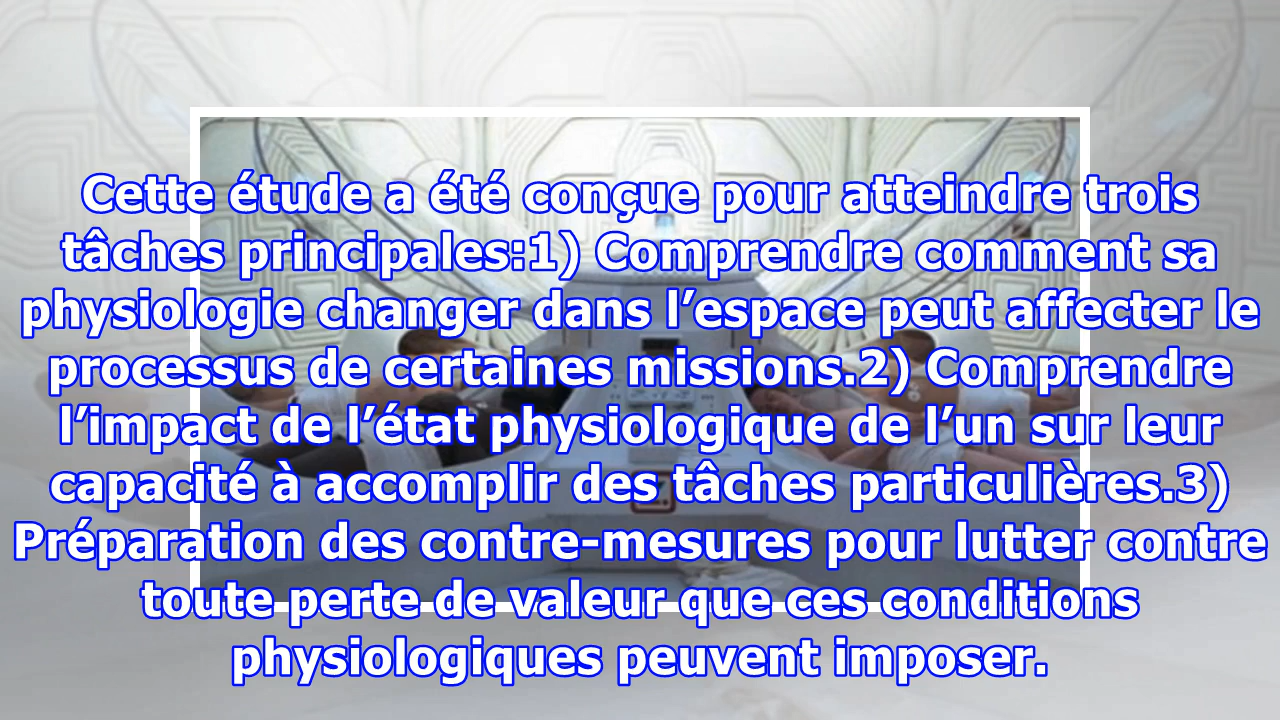 Cette étude a été conçue pour atteindre trois
tâches principales:1) Comprendre comment sa
physiologie changer dans l’espace peut affecter le
processus de certaines missions.2) Comprendre
l’impact de l’état physiologique de l’un sur leur
capacité à accomplir des tâches particulières.3)
Préparation des contre-mesures pour lutter contre
toute perte de valeur que ces conditions
physiologiques peuvent imposer.